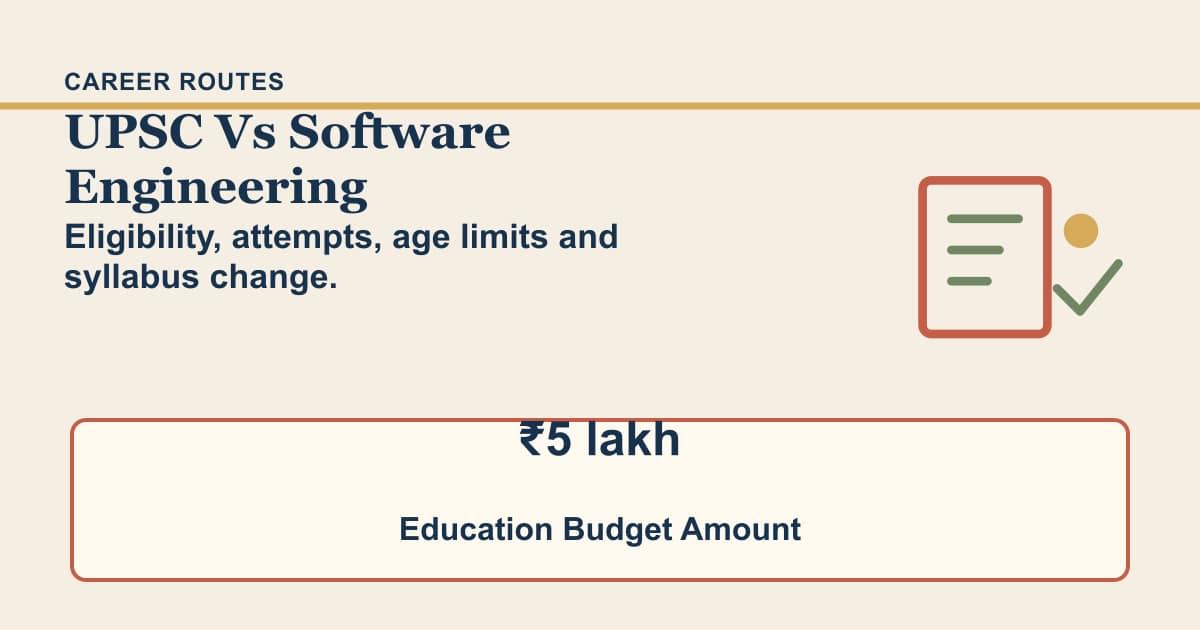 CAREER ROUTES
UPSC Vs Software
Engineering
Eligibility, attempts, age limits and
syllabus change.
₹5 lakh
Education Budget Amount